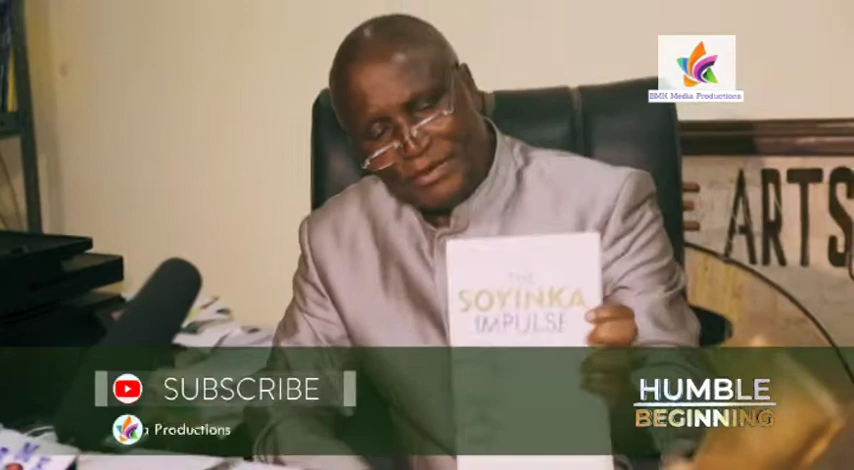 BMK Media Productions
ARTS
THE
SOYINKA
IMPULSE
SUBSCRIBE
Productions
HUMBLE
BEGINNING